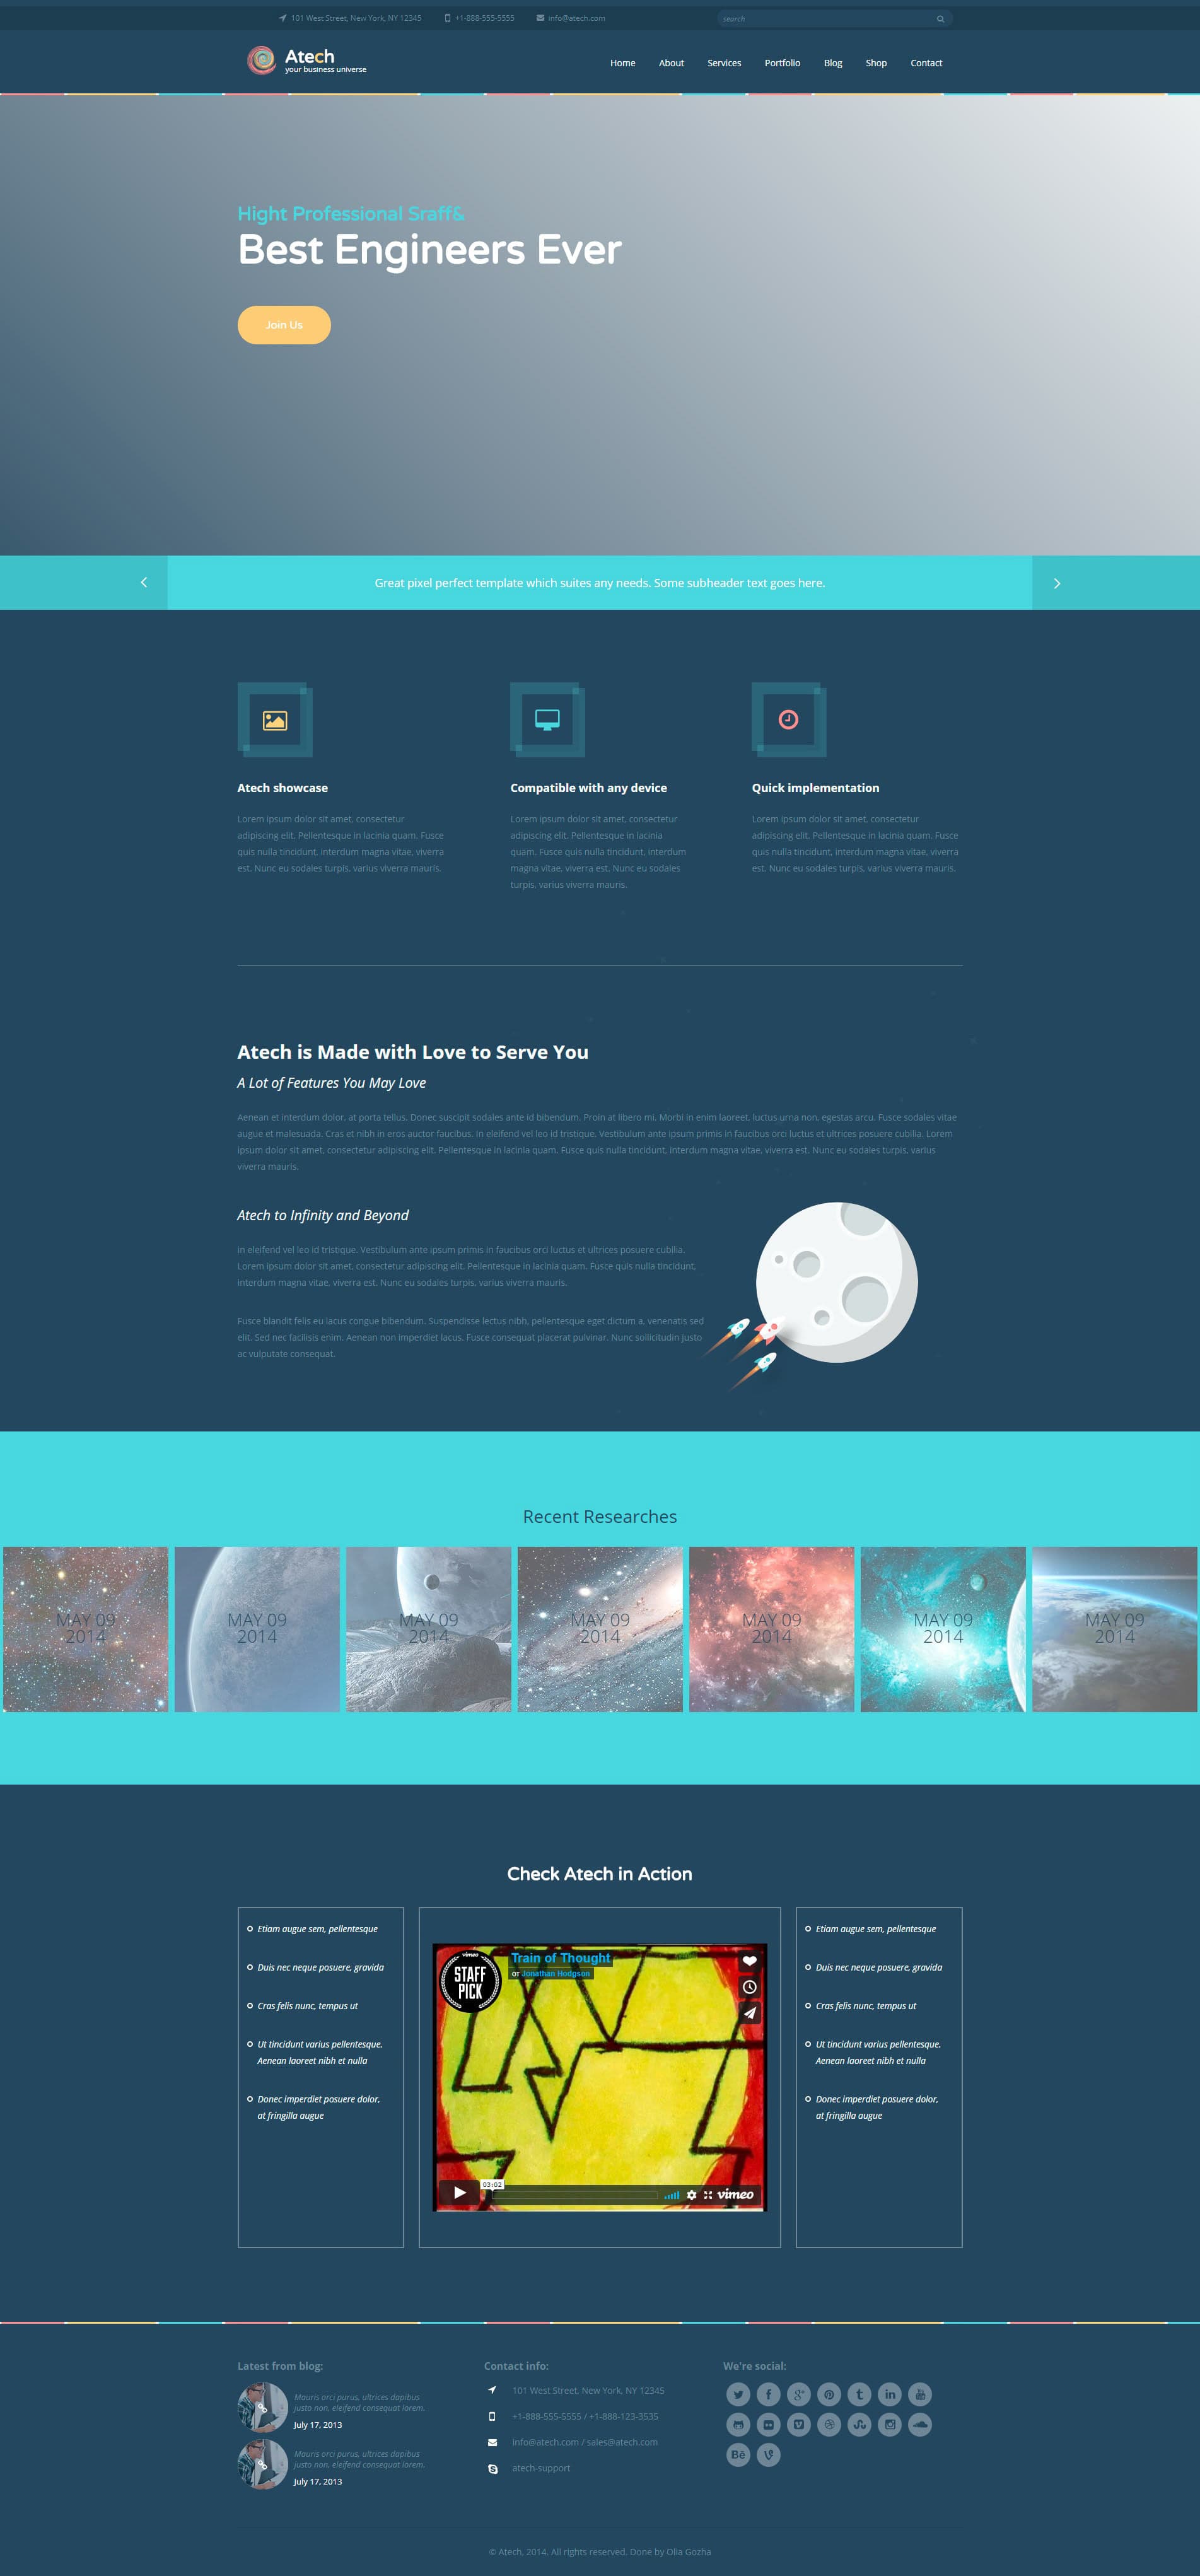 101 West Street, New York, NY 12345
+1-888-555-5555
info@atech.com
search
Atech
your business universe
Home
About
Services
Portfolio
Blog
Shop
Contact
Hight Professional Sraff&
Best Engineers Ever
Join Us
Great pixel perfect template which suites any needs. Some subheader text goes here.
Atech showcase
Lorem ipsum dolor sit amet, consectetur
adipiscing elit. Pellentesque in lacinia quam. Fusce
quis nulla tincidunt, interdum magna vitae, viverra
est. Nunc eu sodales turpis, varius viverra mauris.
Compatible with any device
Lorem ipsum dolor sit amet, consectetur
adipiscing elit. Pellentesque in lacinia
quam. Fusce quis nulla tincidunt, interdum
magna vitae, viverra est. Nunc eu sodales
turpis, varius viverra mauris.
Quick implementation
Lorem ipsum dolor sit amet, consectetur
adipiscing elit. Pellentesque in lacinia quam. Fusce
quis nulla tincidunt, interdum magna vitae, viverra
est. Nunc eu sodales turpis, varius viverra mauris.
Atech is Made with Love to Serve You
A Lot of Features You May Love
Aenean et interdum dolor, at porta tellus. Donec suscipit sodales ante id bibendum. Proin at libero mi. Morbi in enim laoreet, luctus urna non, egestas arcu. Fusce sodales vitae
augue et malesuada. Cras et nibh in eros auctor faucibus. In eleifend vel leo id tristique. Vestibulum ante ipsum primis in faucibus orci luctus et ultrices posuere cubilia. Lorem
ipsum dolor sit amet, consectetur adipiscing elit. Pellentesque in lacinia quam. Fusce quis nulla tincidunt, interdum magna vitae, viverra est. Nunc eu sodales turpis, varius
viverra mauris.
Atech to Infinity and Beyond
In eleifend vel leo id tristique. Vestibulum ante ipsum primis in faucibus orci luctus et ultrices posuere cubilia.
Lorem ipsum dolor sit amet, consectetur adipiscing elit. Pellentesque in lacinia quam. Fusce quis nulla tincidunt,
interdum magna vitae, viverra est. Nunc eu sodales turpis, varius viverra mauris.
Fusce blandit felis eu lacus congue bibendum. Suspendisse lectus nibh, pellentesque eget dictum a, venenatis sed
elit. Sed nec facilisis enim. Aenean non imperdiet lacus. Fusce consequat placerat pulvinar. Nunc sollicitudin justo
ac vulputate consequat.
Recent Researches
MAY 09
2014
MAY 09
2014
MAY 09
2014
MAY 09
2014
MAY 09
2014
MAY 09
2014
MAY 09
2014
Check Atech in Action
Etiam augue sem, pellentesque
Duis nec neque posuere, gravida
Cras felis nunc, tempus ut
Ut tincidunt varius pellentesque.
Aenean laoreet nibh et nulla
Donec imperdiet posuere dolor,
at fringilla augue
vimeo
STAFF
PICK
Train of Thought
от Jonathan Hodgson
03:02
vimeo
Etiam augue sem, pellentesque
Duis nec neque posuere, gravida
Cras felis nunc, tempus ut
Ut tincidunt varius pellentesque.
Aenean laoreet nibh et nulla
Donec imperdiet posuere dolor,
at fringilla augue
Latest from blog:
Mauris orci purus, ultrices dapibus
justo non, eleifend consequat lorem.
July 17, 2013
Mauris orci purus, ultrices dapibus
justo non, eleifend consequat lorem.
July 17, 2013
Contact info:
101 West Street, New York, NY 12345
+1-888-555-5555 / +1-888-123-3535
info@atech.com / sales@atech.com
atech-support
We're social:
© Atech, 2014. All rights reserved. Done by Olia Gozha